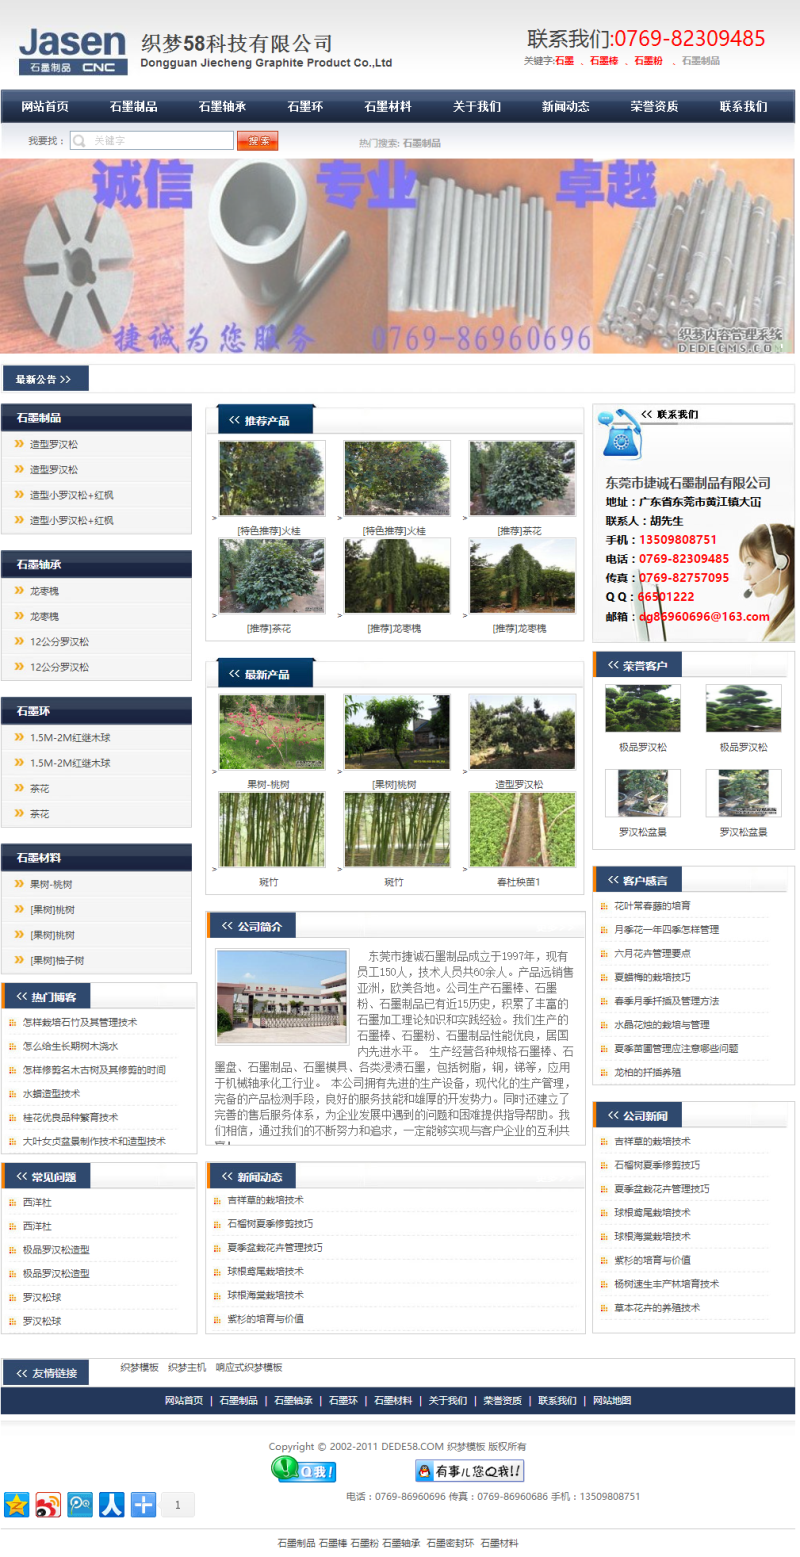 Jasen
石墨制品 CNC
织梦58科技有限公司
Dongguan Jiecheng Graphite Product Co.,Ltd
联系我们:0769-82309485
关键字:石墨 、石墨棒 、石墨粉 、石墨制品
网站首页 石墨制品 石墨轴承 石墨环 石墨材料 关于我们 新闻动态 荣誉资质 联系我们
我要找： 关键字 搜索
热门搜索: 石墨制品
诚信 专业 卓越
捷诚为您服务 0769-86960696
织梦内容管理系统
DEDECMS.CO
最新公告 >>
石墨制品
造型罗汉松
造型罗汉松
造型小罗汉松+红枫
造型小罗汉松+红枫
石墨轴承
龙枣槐
龙枣槐
12公分罗汉松
12公分罗汉松
石墨环
1.5M-2M红继木球
1.5M-2M红继木球
茶花
茶花
石墨材料
果树-桃树
[果树]桃树
[果树]桃树
[果树]柚子树
<< 热门博客
怎样栽培石竹及其管理技术
怎么给生长期树木浇水
怎样修剪名木古树及其修剪的时间
水蜡造型技术
桂花优良品种繁育技术
大叶女贞盆景制作技术和造型技术
<< 常见问题
西洋杜
西洋杜
极品罗汉松造型
极品罗汉松造型
罗汉松球
罗汉松球
<< 推荐产品
> [特色推荐]火桂
> [特色推荐]火桂
> [推荐]茶花
> [推荐]茶花
> [推荐]龙枣槐
> [推荐]龙枣槐
<< 最新产品
> 果树-桃树
> [果树]桃树
> 造型罗汉松
> 斑竹
> 斑竹
> 春杜秧苗1
<< 公司简介
东莞市捷诚石墨制品成立于1997年，现有
员工150人，技术人员共60余人。产品远销售
亚洲，欧美各地。公司生产石墨棒、石墨
粉、石墨制品已有近15历史，积累了丰富的
石墨加工理论知识和实践经验。我们生产的
石墨棒、石墨粉、石墨制品性能优良，居国
内先进水平。 生产经营各种规格石墨棒、石
墨盘、石墨制品、石墨模具、各类浸渍石墨，包括树脂，铜，锑等，应用
于机械轴承化工行业。 本公司拥有先进的生产设备，现代化的生产管理，
完备的产品检测手段，良好的服务技能和雄厚的开发势力。同时还建立了
完善的售后服务体系，为企业发展中遇到的问题和困难提供指导帮助。我
们相信，通过我们的不断努力和追求，一定能够实现与客户企业的互利共
赢！
<< 新闻动态
吉祥草的栽培技术
石榴树夏季修剪技巧
夏季盆栽花卉管理技巧
球根鸢尾栽培技术
球根海棠栽培技术
紫杉的培育与价值
<< 联系我们
东莞市捷诚石墨制品有限公司
地址：广东省东莞市黄江镇大冚
联系人：胡先生
手机：13509808751
电话：0769-82309485
传真：0769-82757095
Q Q：66501222
邮箱：dg86960696@163.com
<< 荣誉客户
极品罗汉松
极品罗汉松
罗汉松盆景
罗汉松盆景
<< 客户感言
花叶常春藤的培育
月季花一年四季怎样管理
六月花卉管理要点
夏蜡梅的栽培技巧
春季月季扦插及管理方法
水晶花烛的栽培与管理
夏季苗圃管理应注意哪些问题
龙柏的扦插养殖
<< 公司新闻
吉祥草的栽培技术
石榴树夏季修剪技巧
夏季盆栽花卉管理技巧
球根鸢尾栽培技术
球根海棠栽培技术
紫杉的培育与价值
杨树速生丰产林培育技术
草本花卉的养殖技术
<< 友情链接
织梦模板 织梦主机 响应式织梦模板
网站首页 | 石墨制品 | 石墨轴承 | 石墨环 | 石墨材料 | 关于我们 | 荣誉资质 | 联系我们 | 网站地图
Copyright © 2002-2011 DEDE58.COM 织梦模板 版权所有
Q我!
有事儿您Q我!!
电话：0769-86960696 传真：0769-86960686 手机：13509808751
1
石墨制品 石墨棒 石墨粉 石墨轴承 石墨密封环 石墨材料